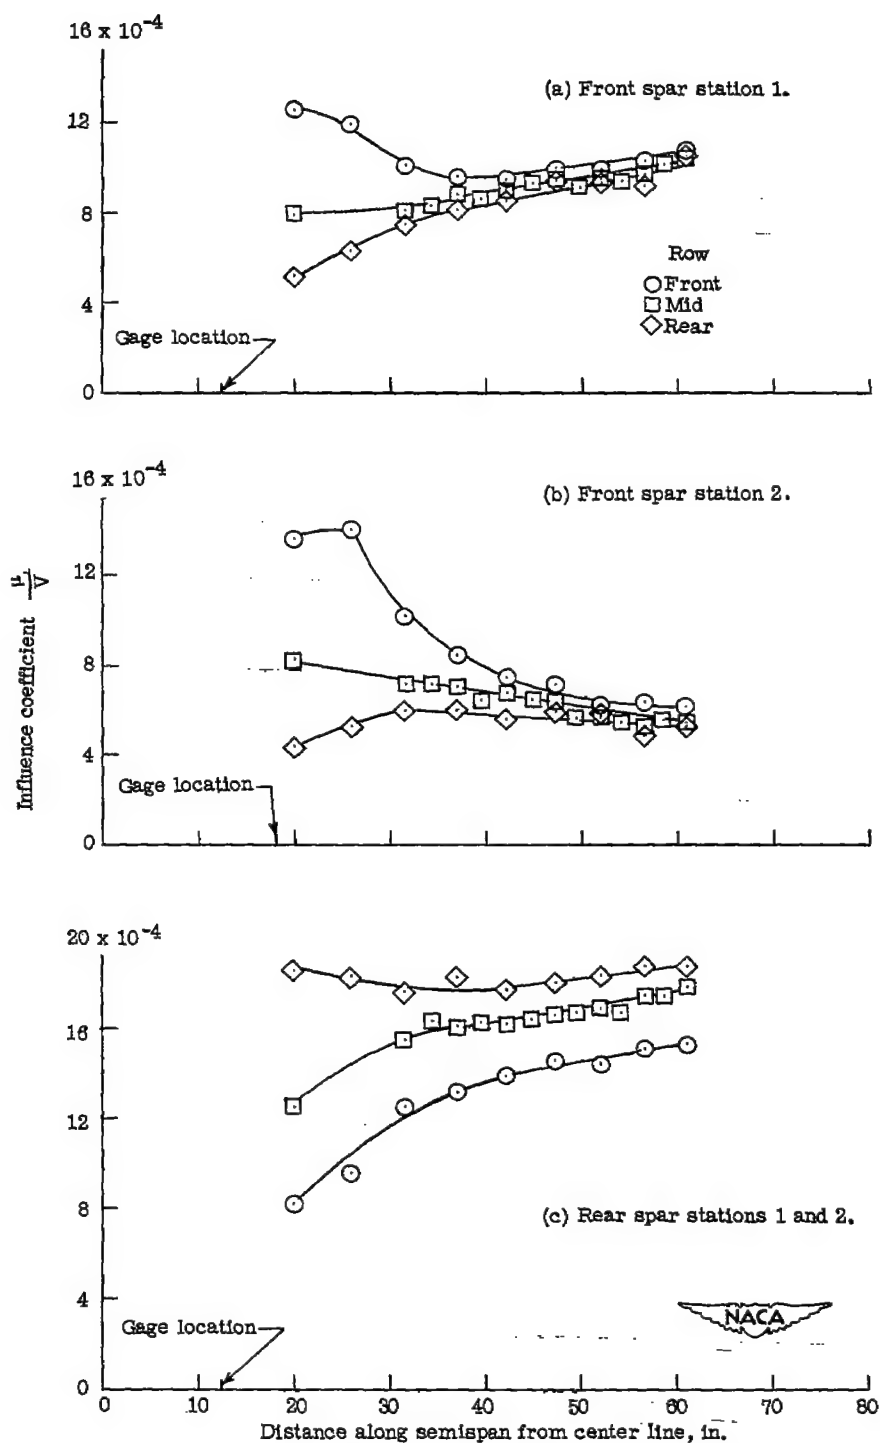 16 x 10-4
(a) Front spar station 1.
12
8
Row
Front
Mid
Rear
4
Gage location
0
16 x 10-4
(b) Front spar station 2.
12
Influence coefficient μ/V
8
4
Gage location
0
20 x 10-4
16
12
8
(c) Rear spar stations 1 and 2.
4
Gage location
NACA
0
0 10 20 30 40 50 60 70 80
Distance along semispan from center line, in.